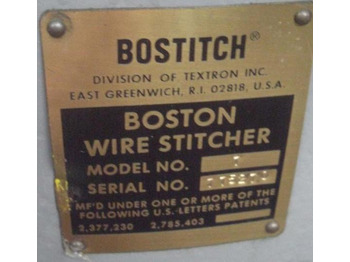 BOSTITCH®
DIVISION OF TEXTRON INC.
EAST GREENWICH, R.I. 02818, U.S.A.
BOSTON
WIRE STITCHER
MODEL NO.
SERIAL NO.
MF'D UNDER ONE OR MORE OF THE
FOLLOWING U.S. LETTERS PATENTS
2,377,230 2,785,403